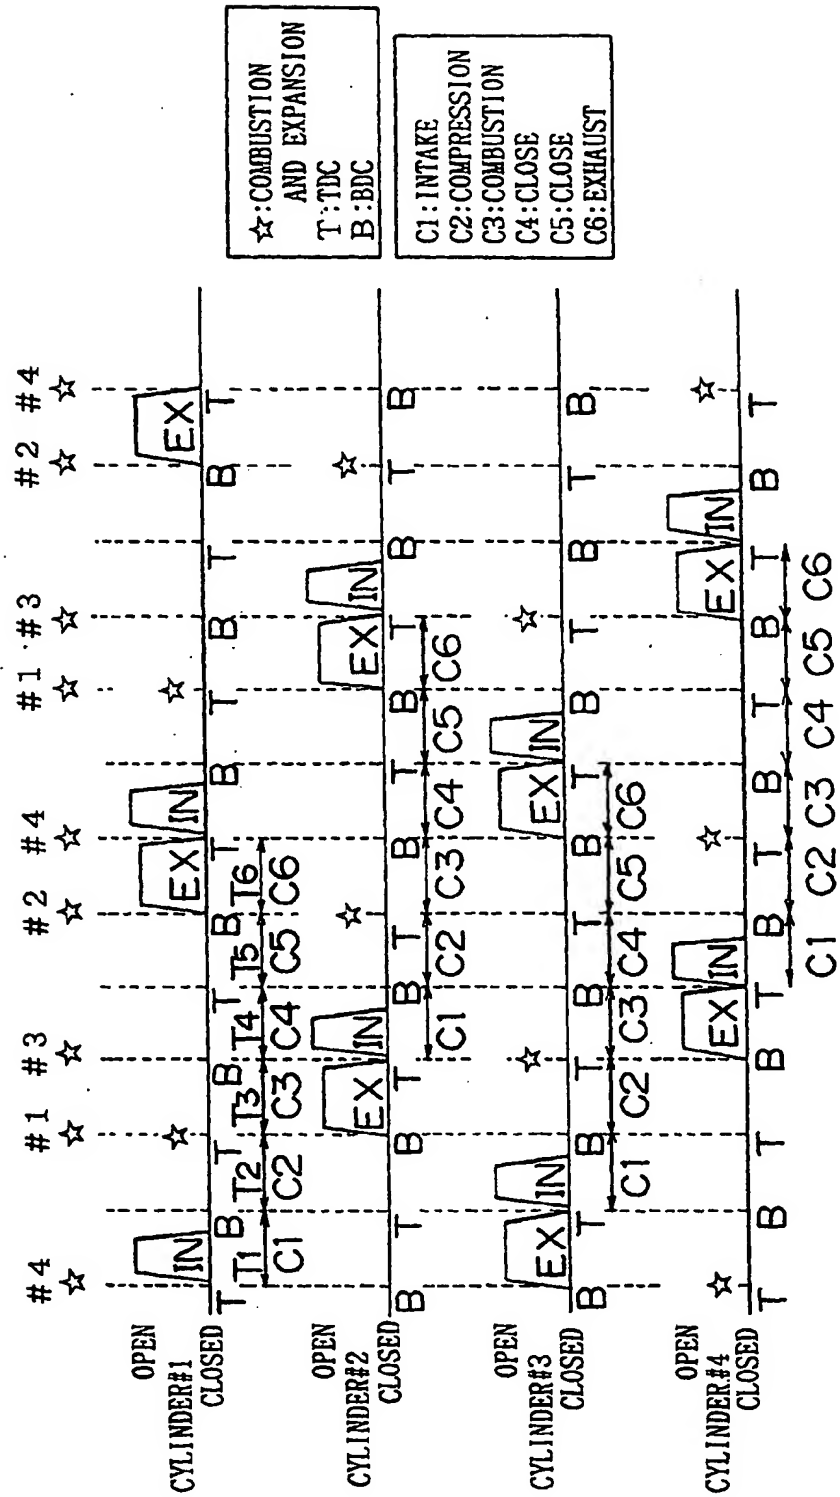 #4 #1 #3 #2 #4 #1 #3 #2 #4
☆ ☆ ☆ ☆ ☆ ☆ ☆ ☆ ☆
OPEN
CYLINDER#1
CLOSED
IN ☆ EX IN ☆ EX
T B T B T B T B T B T B T
T1 T2 T3 T4 T5 T6
C1 C2 C3 C4 C5 C6
OPEN
CYLINDER#2
CLOSED
EX IN ☆ EX IN ☆
B T B T B T B T B T B T B
C1 C2 C3 C4 C5 C6
OPEN
CYLINDER#3
CLOSED
EX IN ☆ EX IN ☆
B T B T B T B T B T B T B
C1 C2 C3 C4 C5 C6
OPEN
CYLINDER#4
CLOSED
☆ EX IN ☆ EX IN ☆
T B T B T B T B T B T B T
C1 C2 C3 C4 C5 C6
☆:COMBUSTION
AND EXPANSION
T:TDC
B:BDC
C1:INTAKE
C2:COMPRESSION
C3:COMBUSTION
C4:CLOSE
C5:CLOSE
C6:EXHAUST